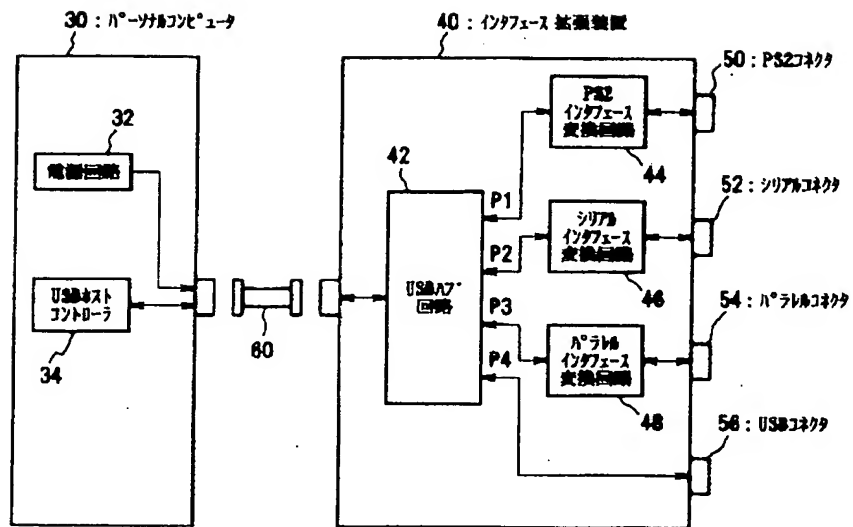 30:パーソナルコンピュータ
40:インタフェース拡張装置
50:PS2コネクタ
PS2
インタフェース
変換回路
32
電源回路
42
44
52:シリアルコネクタ
P1
シリアル
インタフェース
変換回路
P2
USBホスト
コントローラ
USBハブ
回路
46
54:パラレルコネクタ
P3
60
パラレル
インタフェース
変換回路
34
P4
48
56:USBコネクタ